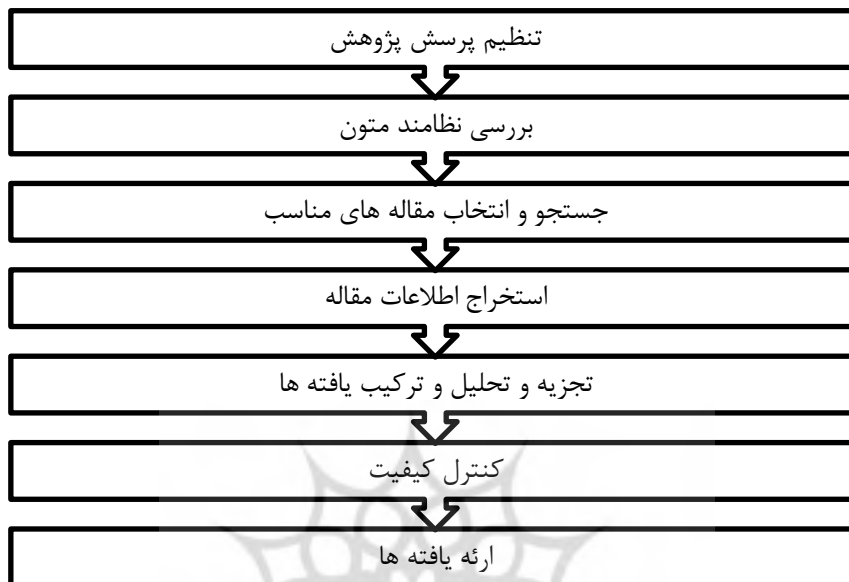 تنظیم پرسش پژوهش
بررسی نظامند متون
جستجو و انتخاب مقاله های مناسب
استخراج اطلاعات مقاله
تجزیه و تحلیل و ترکیب یافته ها
کنترل کیفیت
ارئه یافته ها